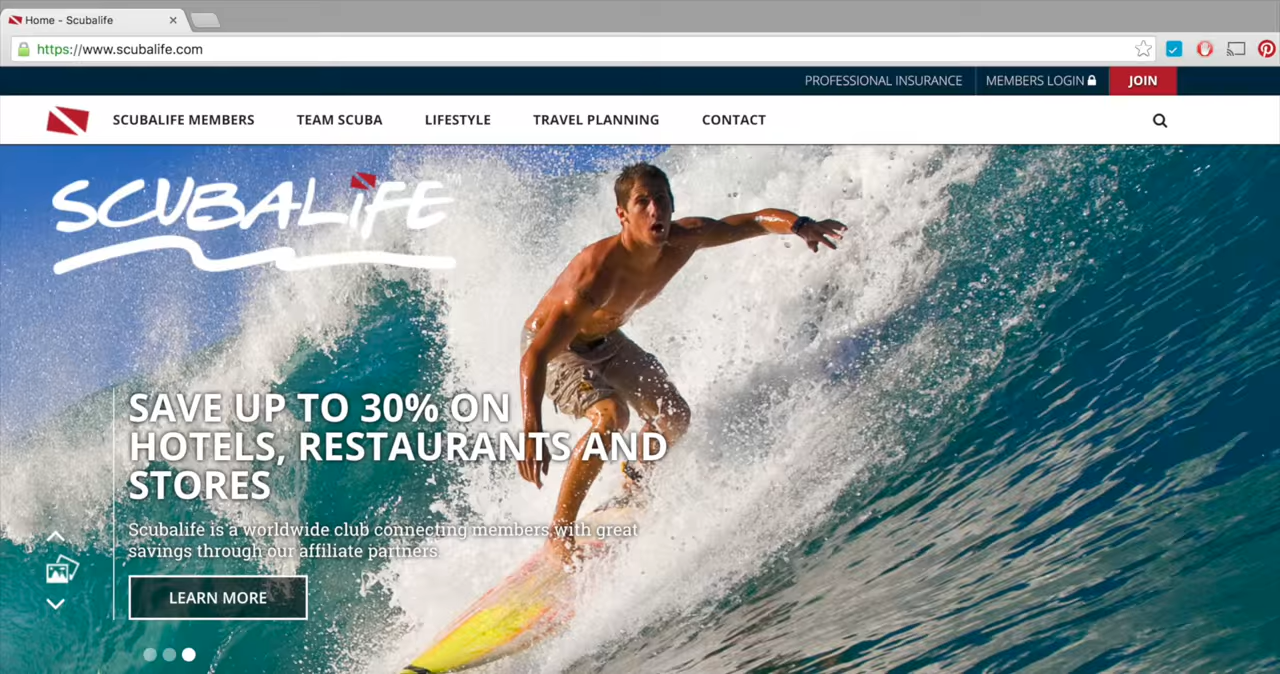 Home - Scubalife
https://www.scubalife.com
PROFESSIONAL INSURANCE
MEMBERS LOGIN
JOIN
SCUBALIFE MEMBERS
TEAM SCUBA
LIFESTYLE
TRAVEL PLANNING
CONTACT
SCUBALiFE
SAVE UP TO 30% ON
HOTELS, RESTAURANTS AND
STORES
Scubalife is a worldwide club connecting members with great
savings through our affiliate partners.
LEARN MORE